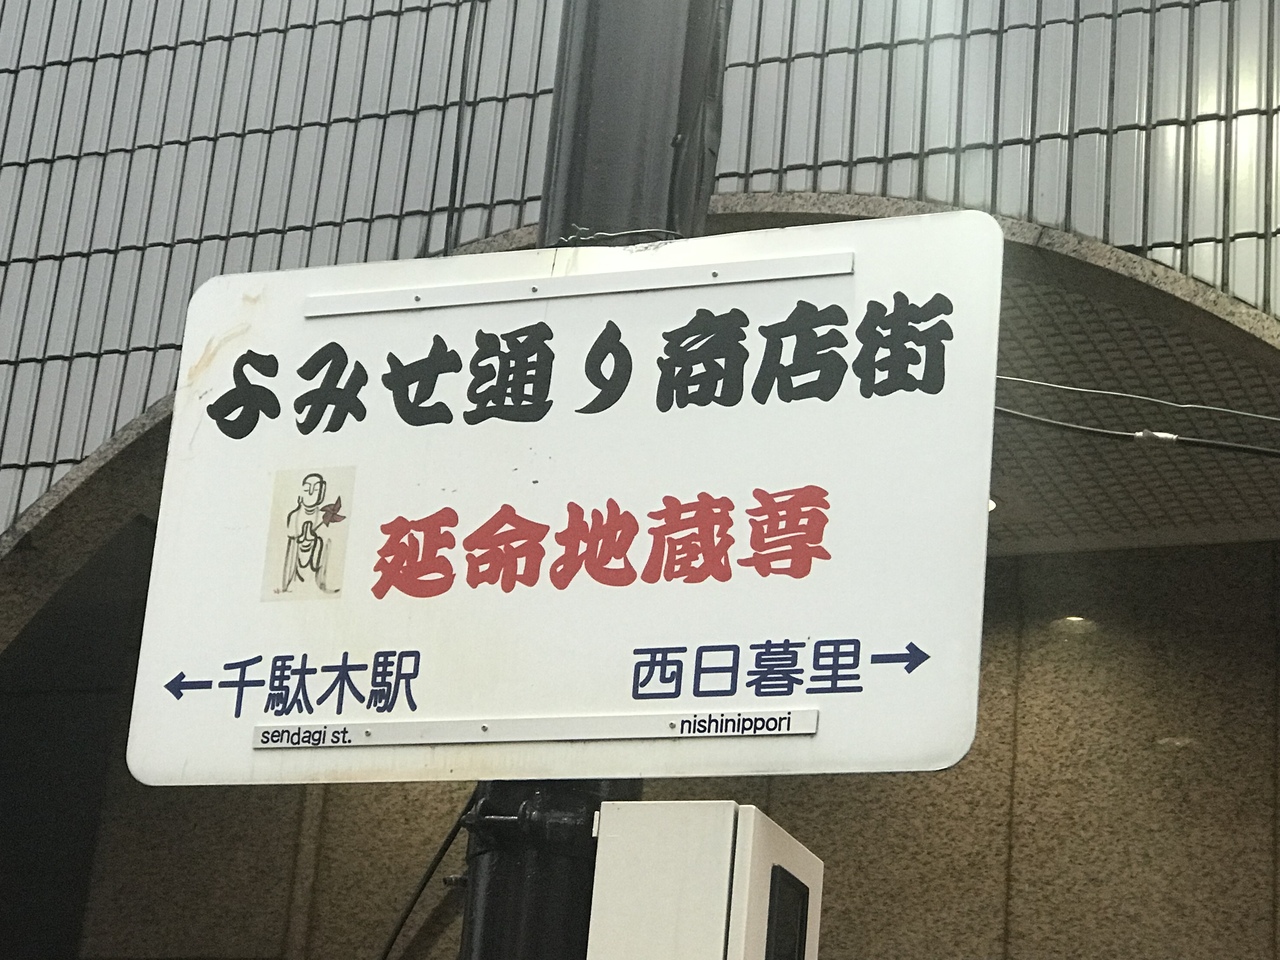 よみせ通り商店街
延命地蔵尊
←千駄木駅 西日暮里→
sendagi st. nishinippori